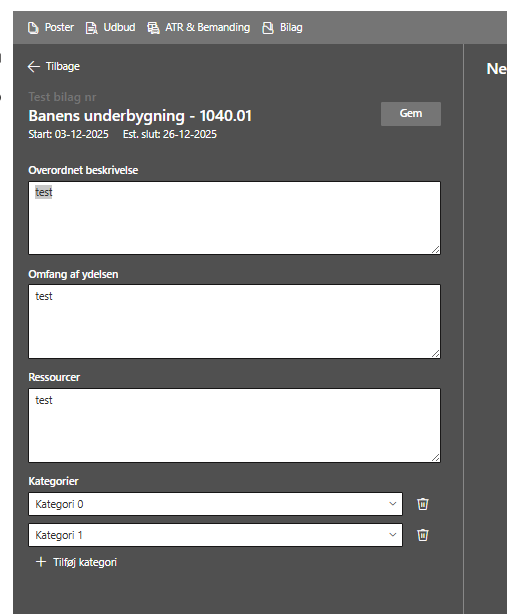 Poster Udbud ATR & Bemanding Bilag
Tilbage
Ne
Test bilag nr
Banens underbygning - 1040.01
Gem
Start: 03-12-2025 Est. slut: 26-12-2025
Overordnet beskrivelse
test
Omfang af ydelsen
test
Ressourcer
test
Kategorier
Kategori 0
Kategori 1
Tilføj kategori